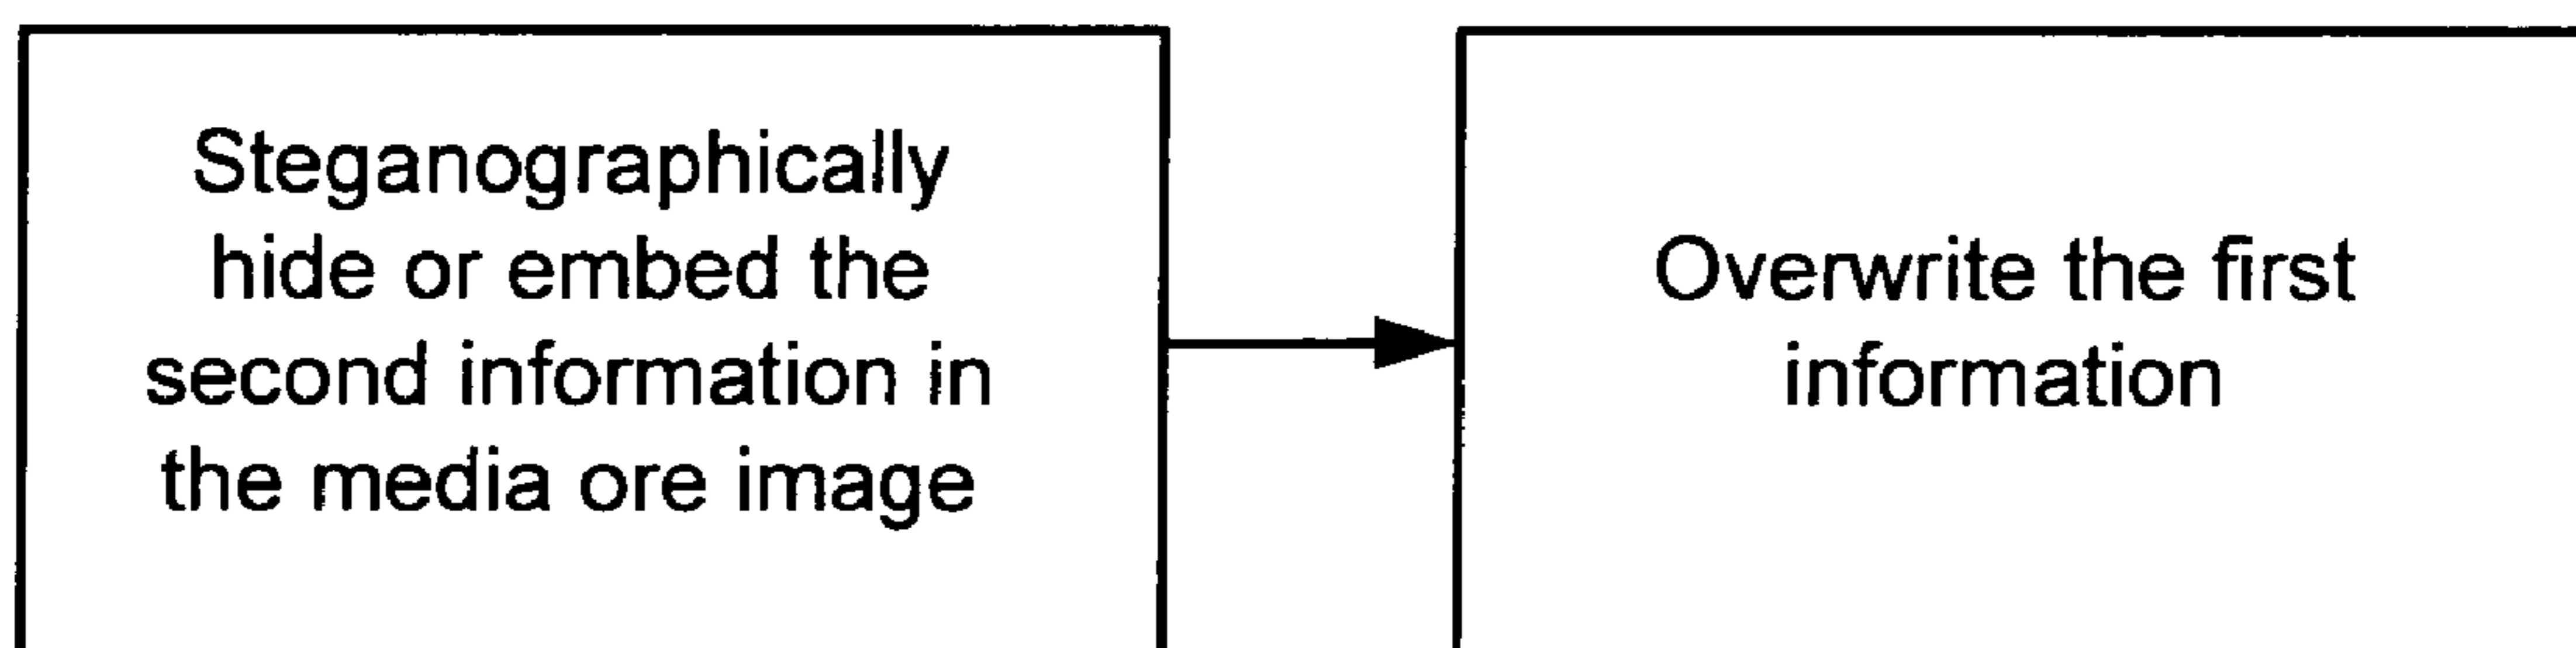 Steganographically
hide or embed the
second information in
the media ore image
Overwrite the first
information